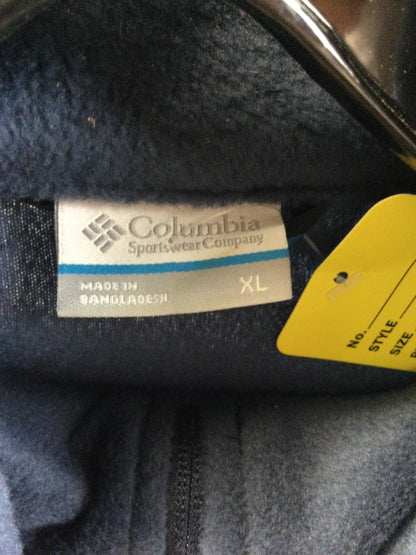 Columbia
Sportswear Company
MADE IN
BANGLADESH
XL
No.
STYLE
SIZE